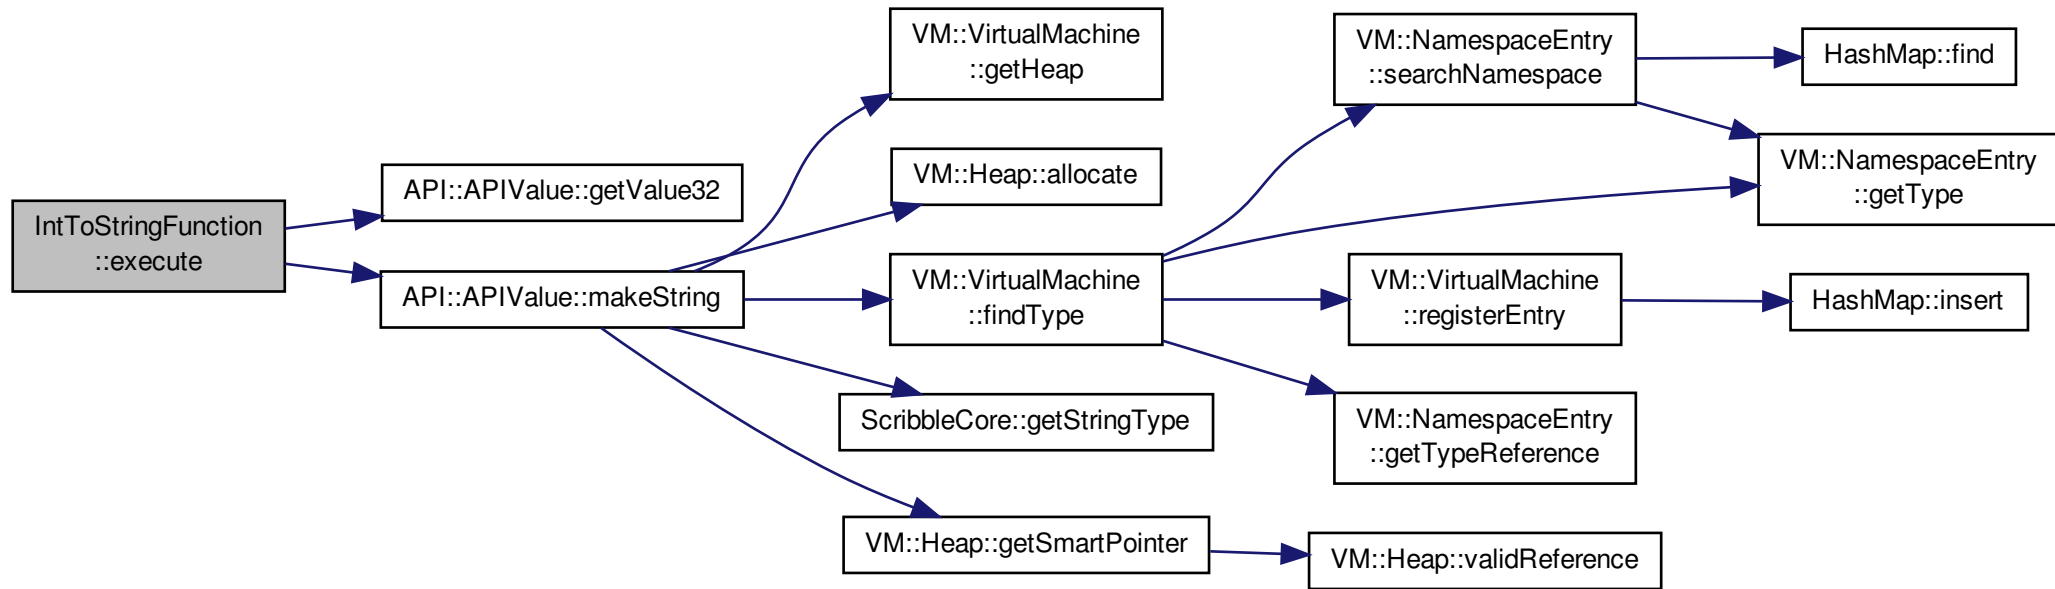 IntToStringFunction
::execute
API::APIValue::getValue32
API::APIValue::makeString
VM::VirtualMachine
::getHeap
VM::Heap::allocate
VM::VirtualMachine
::findType
ScribbleCore::getStringType
VM::Heap::getSmartPointer
VM::NamespaceEntry
::searchNamespace
VM::VirtualMachine
::registerEntry
VM::NamespaceEntry
::getTypeReference
VM::Heap::validReference
HashMap::find
VM::NamespaceEntry
::getType
HashMap::insert